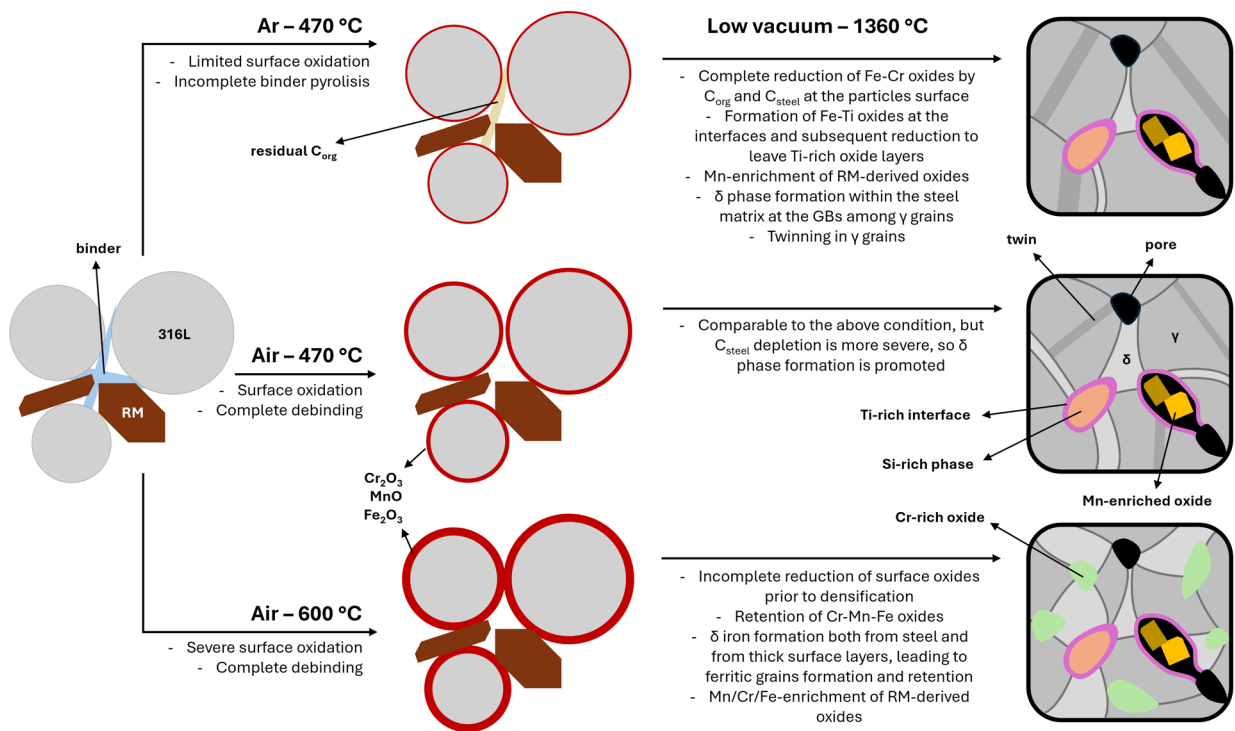 Ar – 470 °C
- Limited surface oxidation
- Incomplete binder pyrolisis
residual Corg
Low vacuum – 1360 °C
- Complete reduction of Fe-Cr oxides by
Corg and Csteel at the particles surface
- Formation of Fe-Ti oxides at the
interfaces and subsequent reduction to
leave Ti-rich oxide layers
- Mn-enrichment of RM-derived oxides
- δ phase formation within the steel
matrix at the GBs among γ grains
- Twinning in γ grains
binder
316L
RM
Air – 470 °C
- Surface oxidation
- Complete debinding
Cr2O3
MnO
Fe2O3
- Comparable to the above condition, but
Csteel depletion is more severe, so δ
phase formation is promoted
twin
pore
γ
δ
Ti-rich interface
Si-rich phase
Mn-enriched oxide
Air – 600 °C
- Severe surface oxidation
- Complete debinding
Cr-rich oxide
- Incomplete reduction of surface oxides
prior to densification
- Retention of Cr-Mn-Fe oxides
- δ iron formation both from steel and
from thick surface layers, leading to
ferritic grains formation and retention
- Mn/Cr/Fe-enrichment of RM-derived
oxides